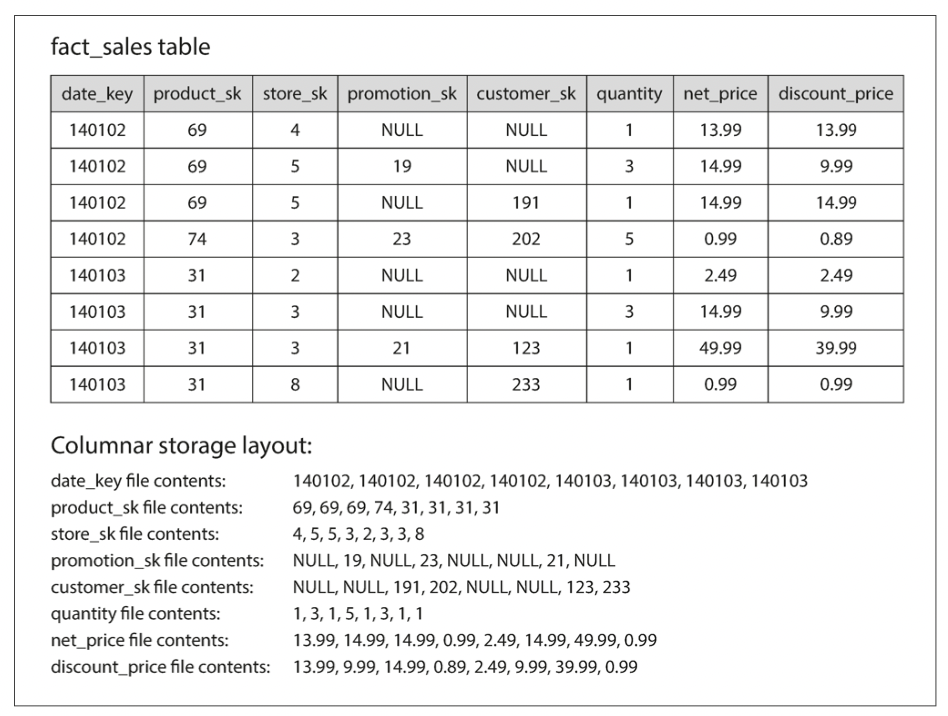 fact_sales table
date_key product_sk store_sk promotion_sk customer_sk quantity net_price discount_price
140102 69 4 NULL NULL 1 13.99 13.99
140102 69 5 19 NULL 3 14.99 9.99
140102 69 5 NULL 191 1 14.99 14.99
140102 74 3 23 202 5 0.99 0.89
140103 31 2 NULL NULL 1 2.49 2.49
140103 31 3 NULL NULL 3 14.99 9.99
140103 31 3 21 123 1 49.99 39.99
140103 31 8 NULL 233 1 0.99 0.99
Columnar storage layout:
date_key file contents: 140102, 140102, 140102, 140102, 140103, 140103, 140103, 140103
product_sk file contents: 69, 69, 69, 74, 31, 31, 31, 31
store_sk file contents: 4, 5, 5, 3, 2, 3, 3, 8
promotion_sk file contents: NULL, 19, NULL, 23, NULL, NULL, 21, NULL
customer_sk file contents: NULL, NULL, 191, 202, NULL, NULL, 123, 233
quantity file contents: 1, 3, 1, 5, 1, 3, 1, 1
net_price file contents: 13.99, 14.99, 14.99, 0.99, 2.49, 14.99, 49.99, 0.99
discount_price file contents: 13.99, 9.99, 14.99, 0.89, 2.49, 9.99, 39.99, 0.99